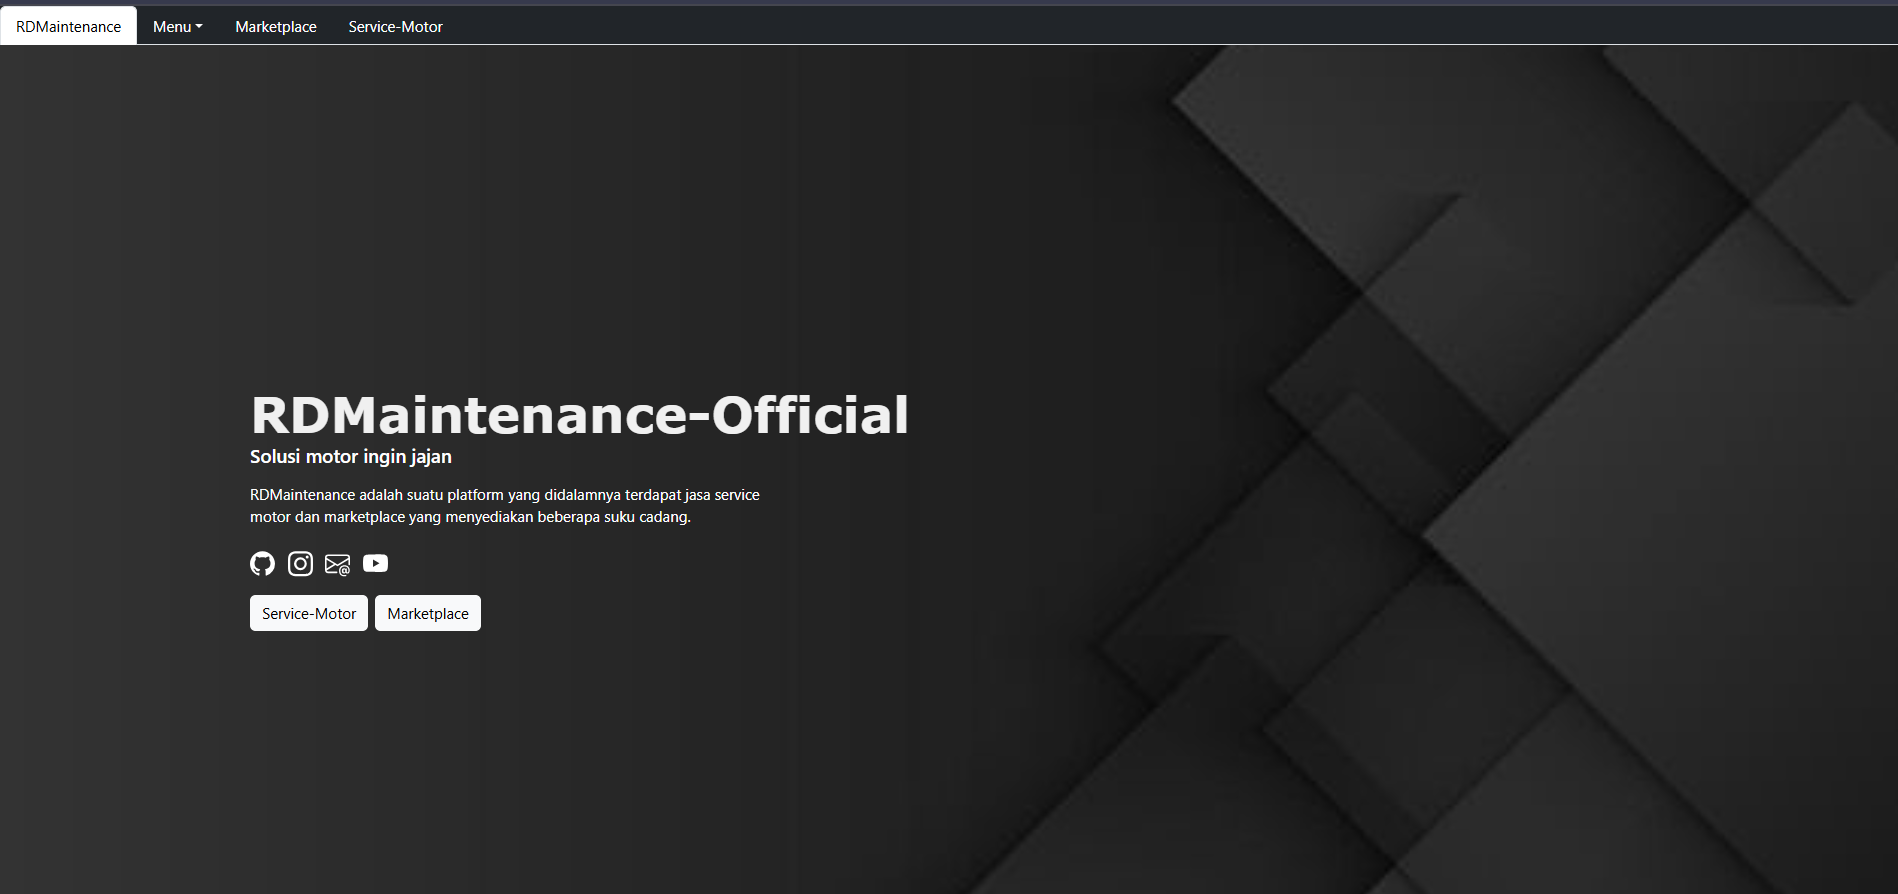 RDMaintenance Menu Marketplace Service-Motor
RDMaintenance-Official
Solusi motor ingin jajan
RDMaintenance adalah suatu platform yang didalamnya terdapat jasa service
motor dan marketplace yang menyediakan beberapa suku cadang.
Service-Motor Marketplace